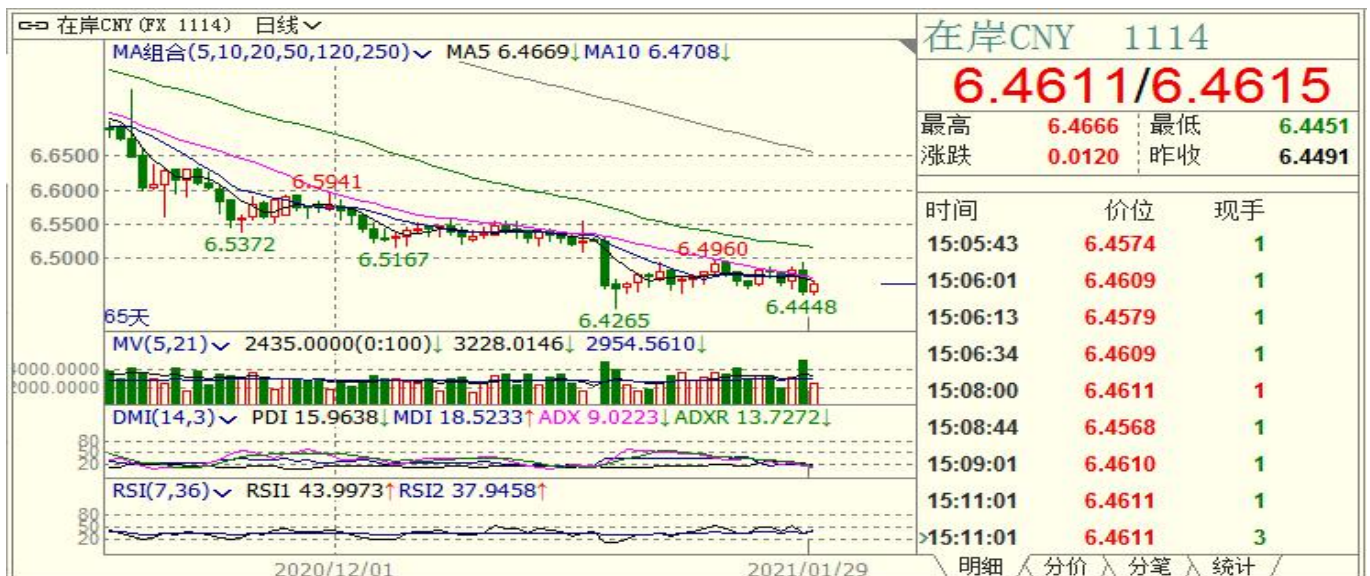 在岸CNY(FX 1114) 日线
MA组合(5,10,20,50,120,250) MA5 6.4669↓ MA10 6.4708↓
6.6500
6.6000
6.5500
6.5000
6.5941
6.5372
6.5167
6.4960
6.4265
6.4448
65天
MV(5,21) 2435.0000(0:100)↓ 3228.0146↓ 2954.5610↓
4000.0000
2000.0000
DMI(14,3) PDI 15.9638↓ MDI 18.5233↑ ADX 9.0223↓ ADXR 13.7272↓
80
50
20
RSI(7,36) RSI1 43.9973↑ RSI2 37.9458↑
80
50
20
2020/12/01 2021/01/29
在岸CNY 1114
6.4611/6.4615
最高 6.4666 最低 6.4451
涨跌 0.0120 昨收 6.4491
时间 价位 现手
15:05:43 6.4574 1
15:06:01 6.4609 1
15:06:13 6.4579 1
15:06:34 6.4609 1
15:08:00 6.4611 1
15:08:44 6.4568 1
15:09:01 6.4610 1
15:11:01 6.4611 1
>15:11:01 6.4611 3
明细 分价 分笔 统计